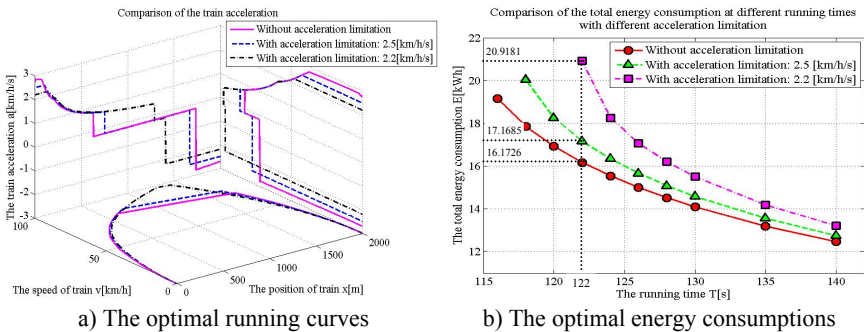 Comparison of the train acceleration
Without acceleration limitation
With acceleration limitation: 2.5[km/h/s]
With acceleration limitation: 2.2[km/h/s]
The train acceleration a[km/h/s]
3
2
1
0
-1
-2
-3
100
50
0
0
500
1000
1500
2000
The speed of train v[km/h]
The position of train x[m]
a) The optimal running curves
Comparison of the total energy consumption at different running times
with different acceleration limitation
Without acceleration limitation
With acceleration limitation: 2.5 [km/h/s]
With acceleration limitation: 2.2 [km/h/s]
The total energy consumption E[kWh]
22
20.9181
20
18
17.1685
16.1726
16
14
12
115
120
122
125
130
135
140
The running time T[s]
b) The optimal energy consumptions